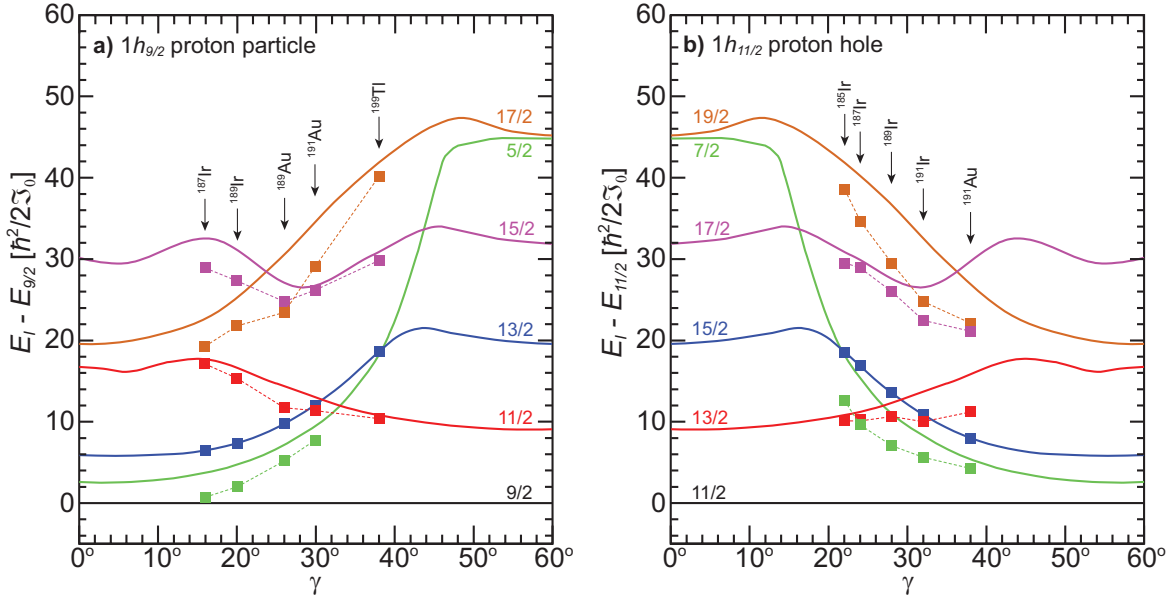 a) 1h9/2 proton particle
60
50
40
30
20
10
0
EI - E9/2 [ħ²/2ℑ0]
187Ir
189Ir
189Au
191Au
199Tl
17/2
5/2
15/2
13/2
11/2
9/2
0° 10° 20° 30° 40° 50° 60°
γ
b) 1h11/2 proton hole
60
50
40
30
20
10
0
EI - E11/2 [ħ²/2ℑ0]
185Ir
187Ir
189Ir
191Ir
191Au
19/2
7/2
17/2
15/2
13/2
11/2
0° 10° 20° 30° 40° 50° 60°
γ